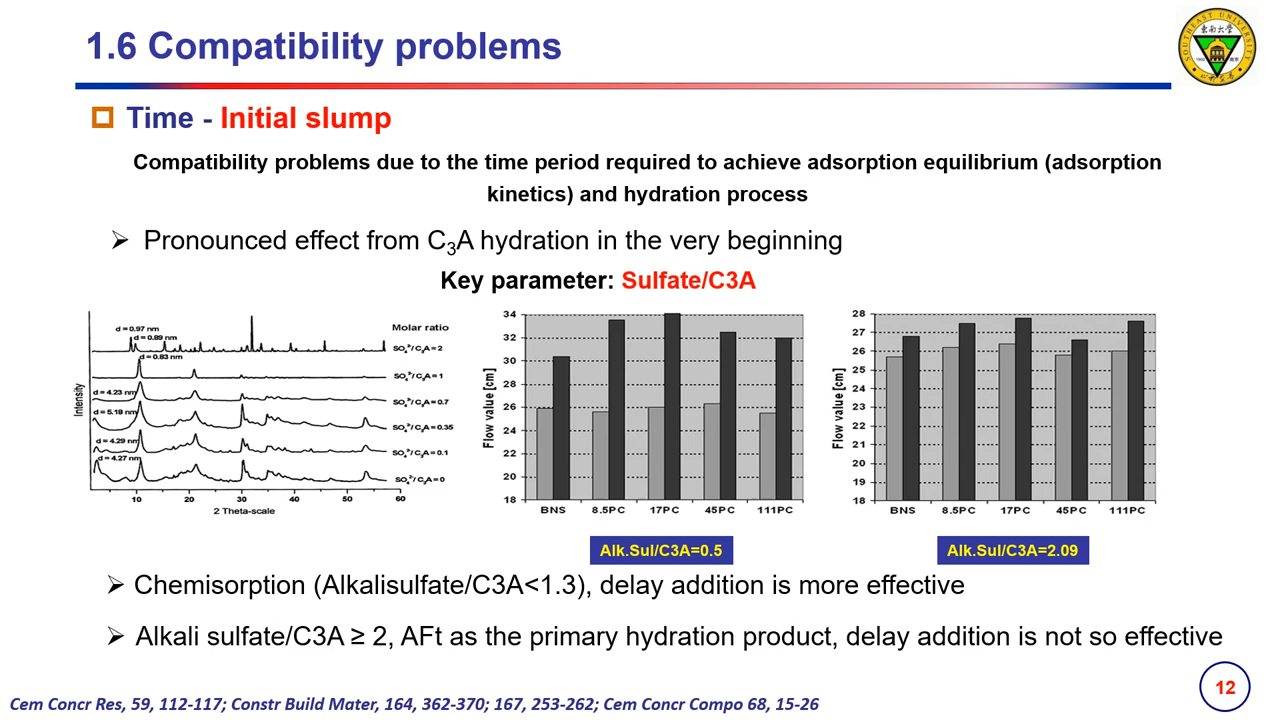 1.6 Compatibility problems
SOUTHEAST UNIVERSITY
Time - Initial slump
Compatibility problems due to the time period required to achieve adsorption equilibrium (adsorption
kinetics) and hydration process
Pronounced effect from C3A hydration in the very beginning
Key parameter: Sulfate/C3A
Intensity
d = 0.97 nm
d = 0.89 nm
d = 0.83 nm
d = 4.23 nm
d = 5.19 nm
d = 4.29 nm
d = 4.27 nm
Molar ratio
SO₄²⁻/ C₃A = 2
SO₄²⁻/ C₃A = 1
SO₄²⁻/ C₃A = 0.7
SO₄²⁻/ C₃A = 0.35
SO₄²⁻/ C₃A = 0.1
SO₄²⁻/ C₃A = 0
10 20 30 40 50 60
2 Theta-scale
Flow value [cm]
34
32
30
28
26
24
22
20
18
BNS 8.5PC 17PC 45PC 111PC
Alk.Sul/C3A=0.5
Flow value [cm]
28
27
26
25
24
23
22
21
20
19
18
BNS 8.5PC 17PC 45PC 111PC
Alk.Sul/C3A=2.09
Chemisorption (Alkalisulfate/C3A<1.3), delay addition is more effective
Alkali sulfate/C3A ≥ 2, AFt as the primary hydration product, delay addition is not so effective
Cem Concr Res, 59, 112-117; Constr Build Mater, 164, 362-370; 167, 253-262; Cem Concr Compo 68, 15-26
12